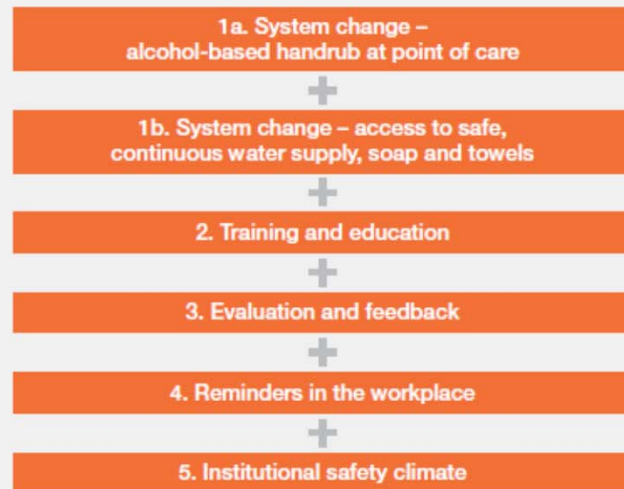 1a. System change –
alcohol-based handrub at point of care
+
1b. System change – access to safe,
continuous water supply, soap and towels
+
2. Training and education
+
3. Evaluation and feedback
+
4. Reminders in the workplace
+
5. Institutional safety climate